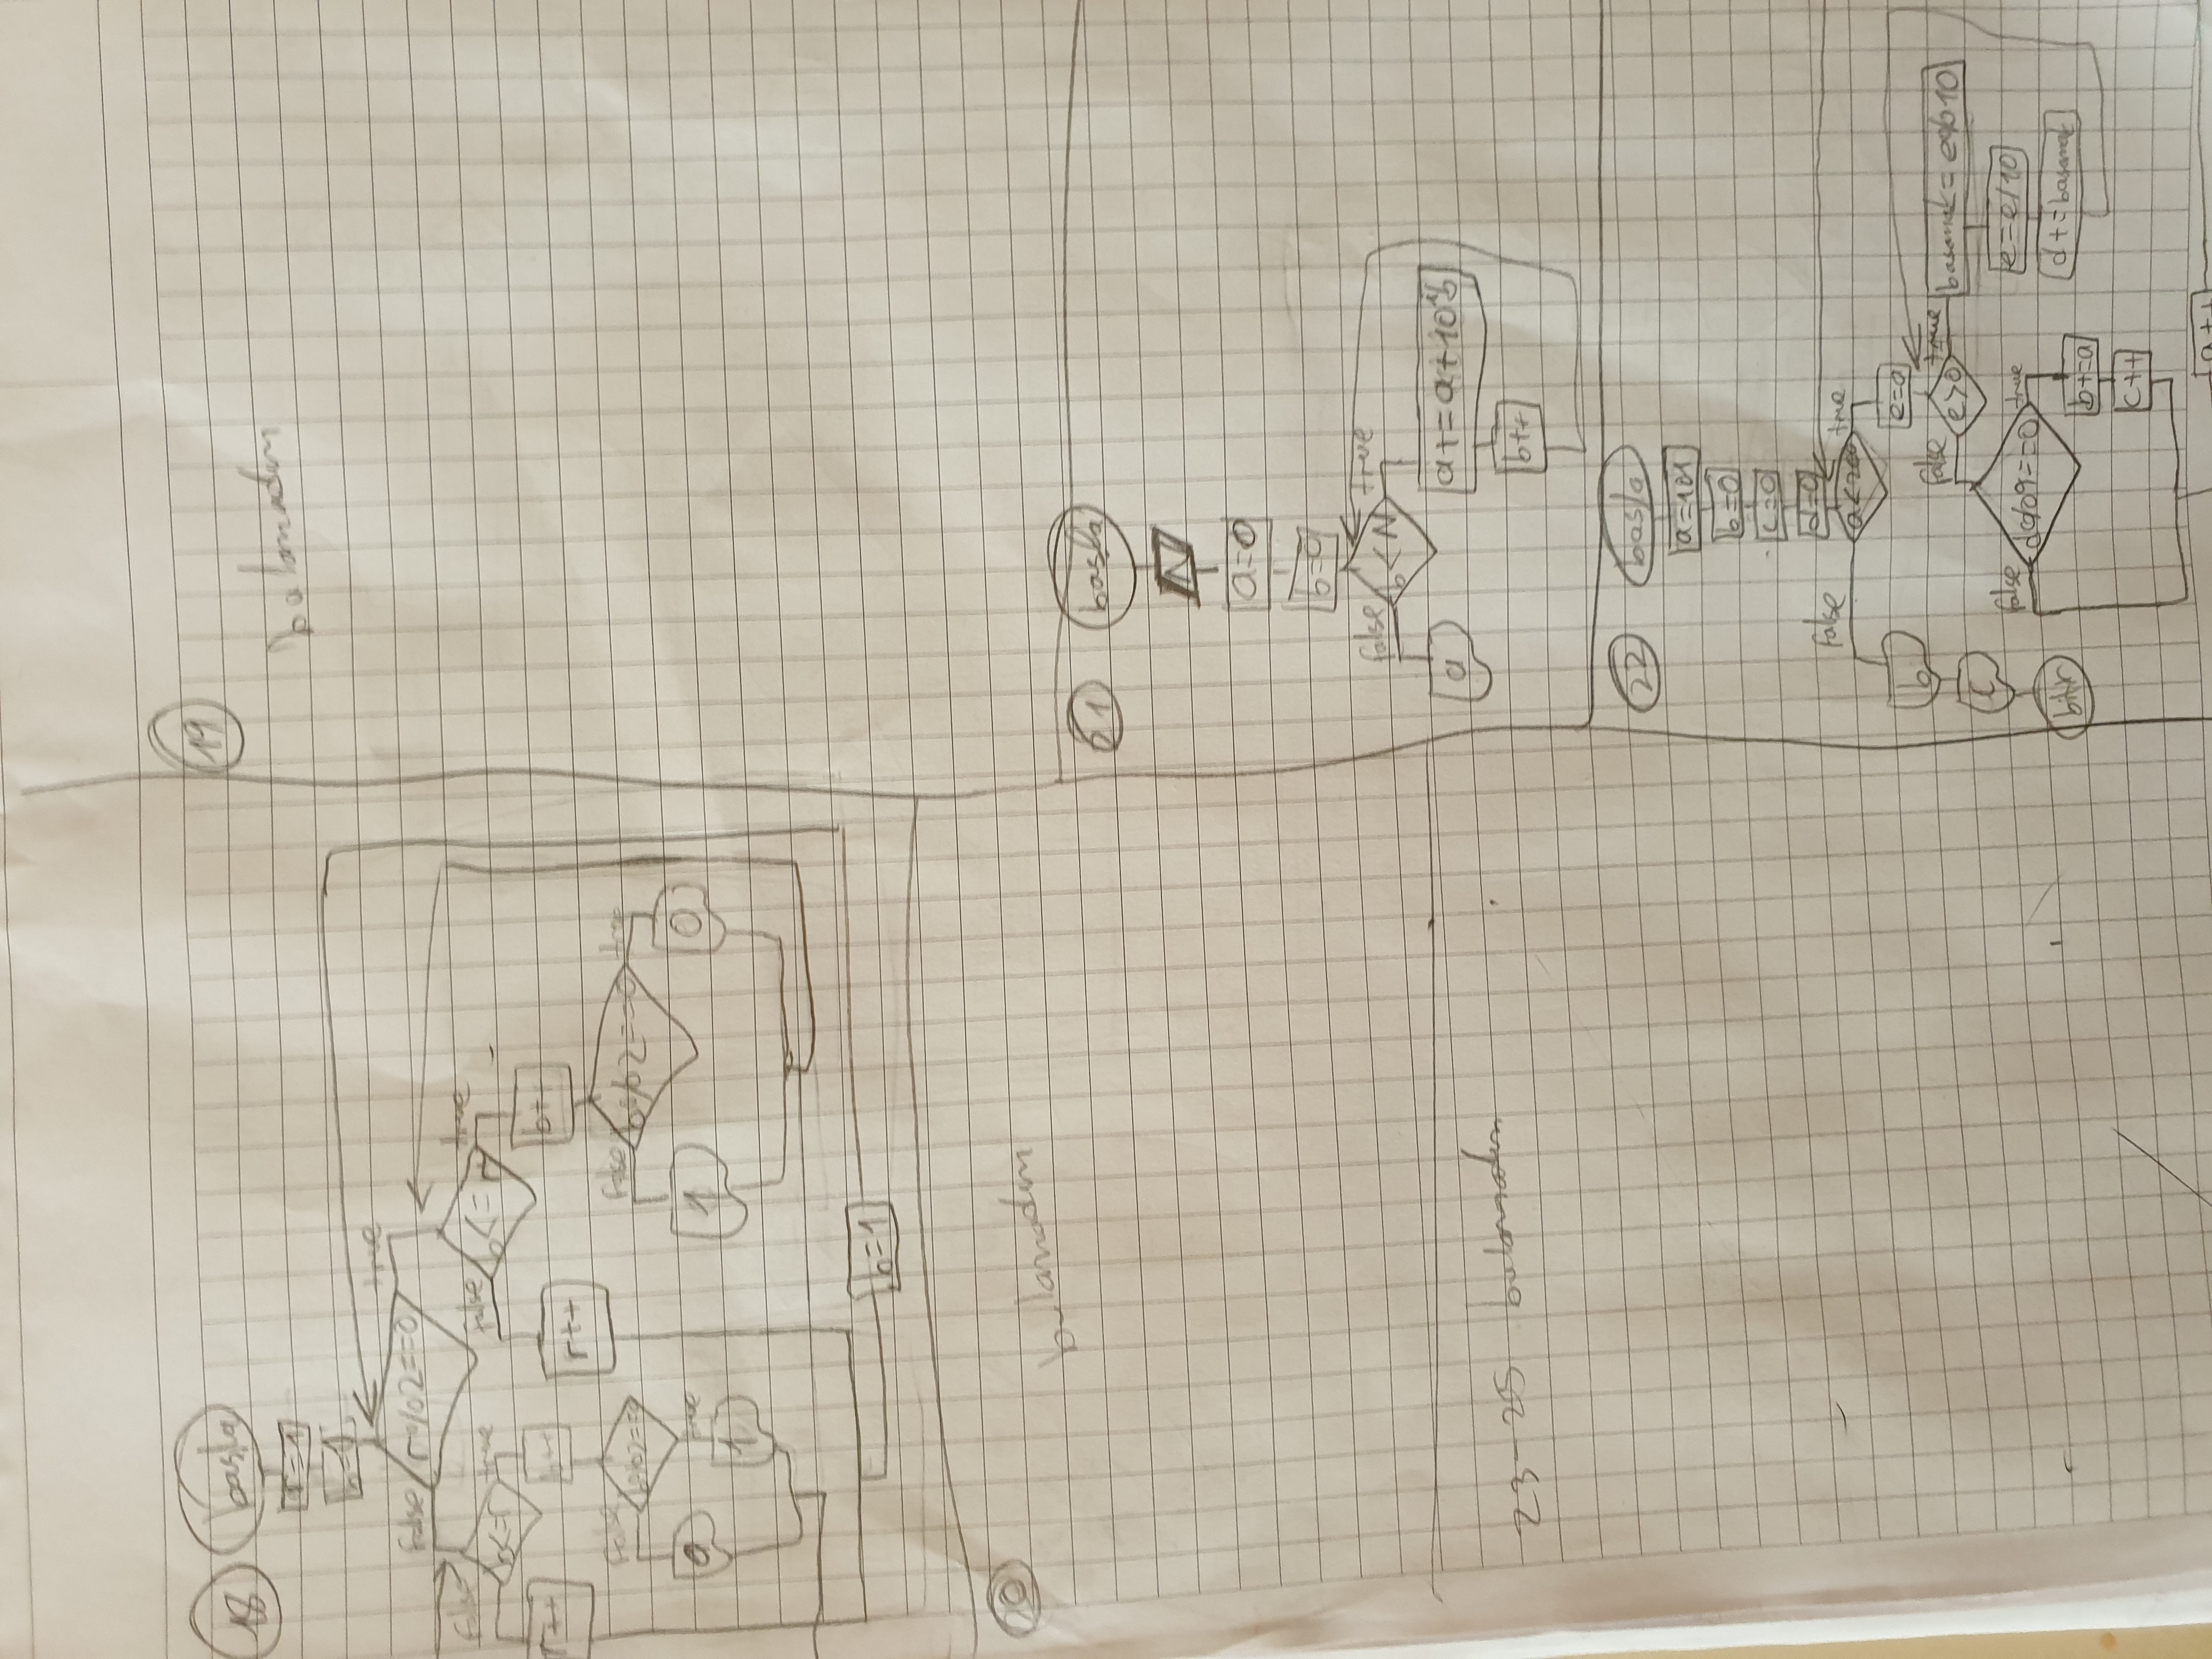 18
başla
r=1
b=1
r%2==0
false
true
b<=r
false
true
r++
b++
b%2==0
false
true
0
1
b<=r
false
true
r++
b++
b%2==0
false
true
1
0
b=1
19
bulamadım
20
bulamadım
21
başla
N
a=0
b=0
b<N
false
true
a
a+=a+10^b
b++
23-25 bulamadım
22
başla
a=101
b=0
c=0
d=0
a<200
false
true
b
c
bitir
e=a
e>0
false
true
basamak=e%10
e=e/10
d+=basamak
false
true
b+=a
c++
a++